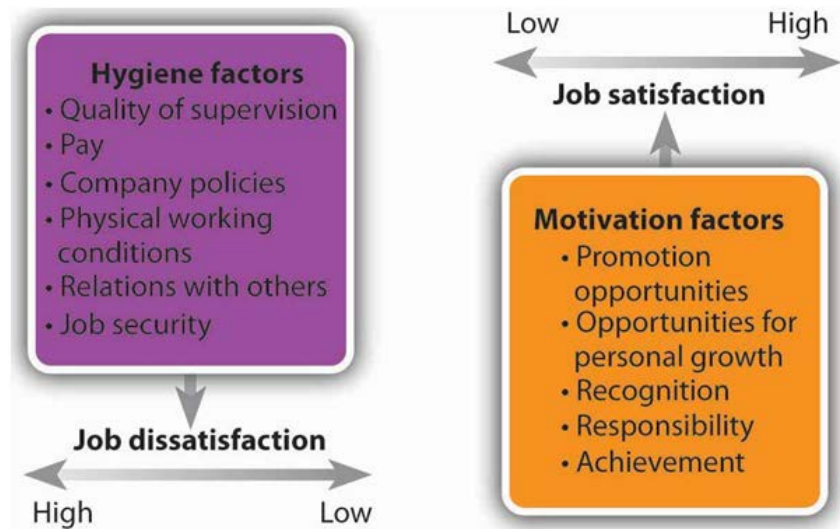 Hygiene factors
• Quality of supervision
• Pay
• Company policies
• Physical working
conditions
• Relations with others
• Job security
Job dissatisfaction
High Low
Low High
Job satisfaction
Motivation factors
• Promotion
opportunities
• Opportunities for
personal growth
• Recognition
• Responsibility
• Achievement